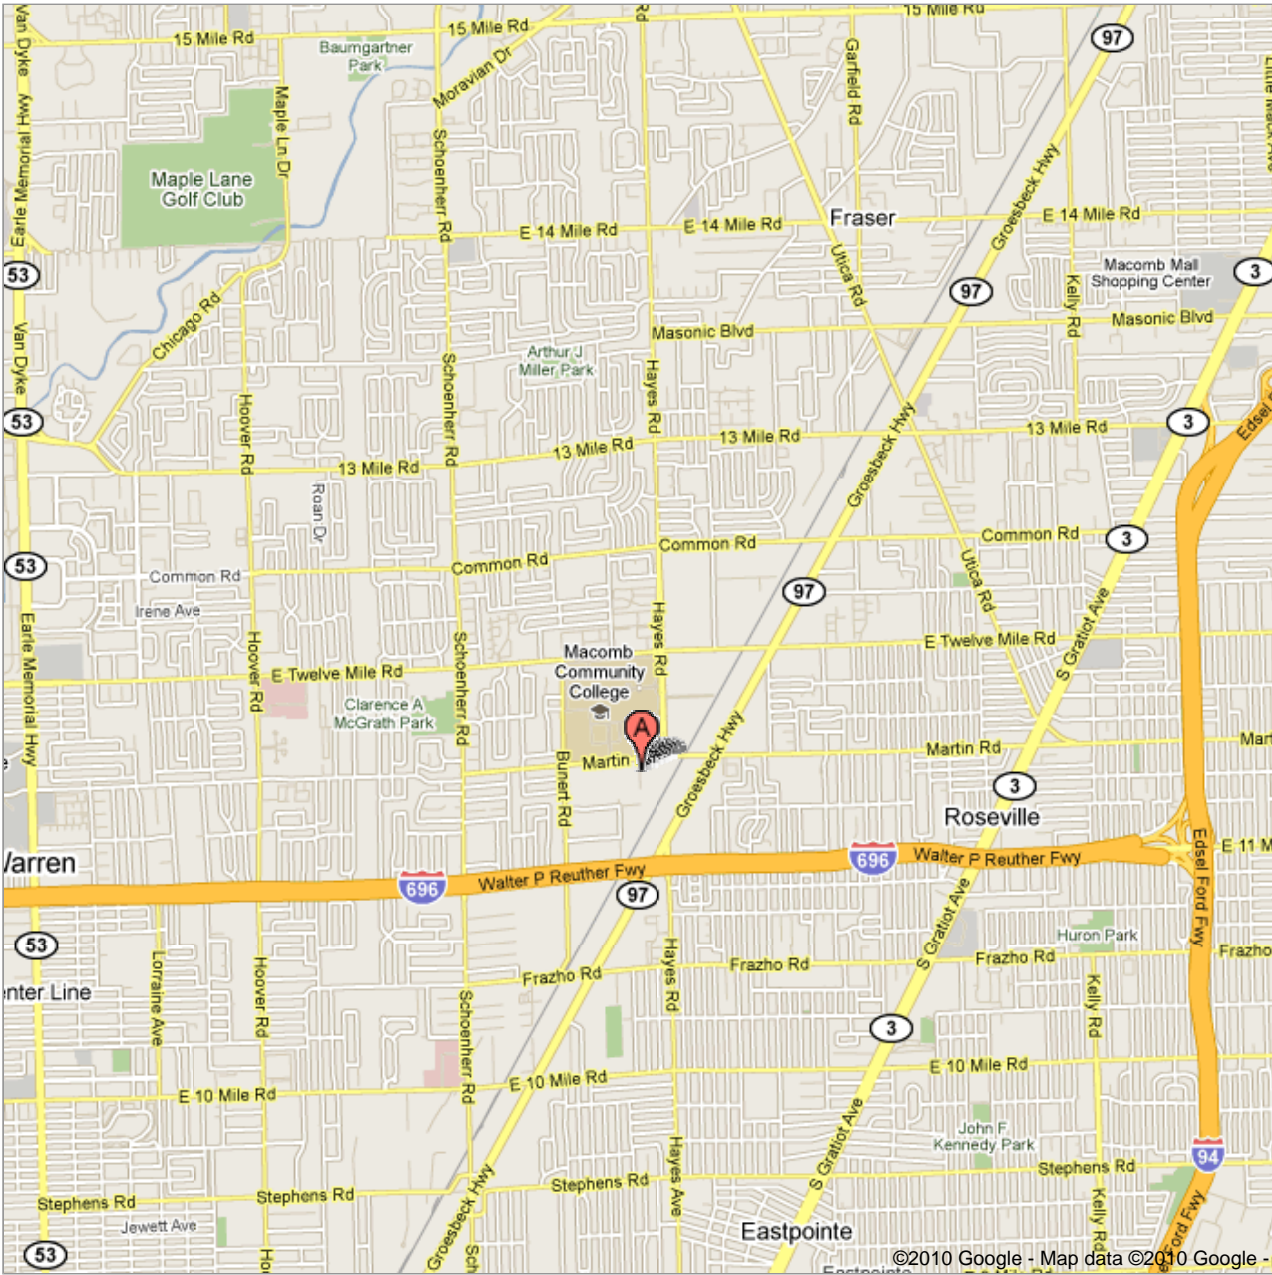 15 Mile Rd
Van Dyke
15 Mile Rd
15 Mile Rd
97
Baumgartner
Park
Moravian Dr
Garfield Rd
Earle Memorial Hwy
Maple Ln Dr
Schoenherr Rd
Groesbeck Hwy
Maple Lane
Golf Club
E 14 Mile Rd
E 14 Mile Rd
Fraser
E 14 Mile Rd
53
Utica Rd
97
Kelly Rd
Macomb Mall
Shopping Center
3
Chicago Rd
Van Dyke
Masonic Blvd
Masonic Blvd
Arthur J
Miller Park
Schoenherr Rd
Hayes Rd
Hoover Rd
53
13 Mile Rd
13 Mile Rd
13 Mile Rd
13 Mile Rd
3
Groesbeck Hwy
Roan Dr
Common Rd
Common Rd
Common Rd
Common Rd
3
53
Irene Ave
97
Utica Rd
S Gratiot Ave
Earle Memorial Hwy
Hoover Rd
Schoenherr Rd
Hayes Rd
E Twelve Mile Rd
E Twelve Mile Rd
Macomb
Community
College
Clarence A
McGrath Park
A
Groesbeck Hwy
Bunert Rd
Martin
Martin Rd
3
Roseville
696
Walter P Reuther Fwy
696
Walter P Reuther Fwy
Edsel Ford Fwy
97
53
Lorraine Ave
Hoover Rd
Schoenherr Rd
Frazho Rd
Hayes Rd
Frazho Rd
S Gratiot Ave
Frazho Rd
Huron Park
Kelly Rd
3
E 10 Mile Rd
E 10 Mile Rd
E 10 Mile Rd
John F
Kennedy Park
94
Stephens Rd
Stephens Rd
Stephens Rd
Stephens Rd
Jewett Ave
Groesbeck Hwy
Hayes Ave
S Gratiot Ave
Kelly Rd
Eastpointe
53
©2010 Google - Map data ©2010 Google -